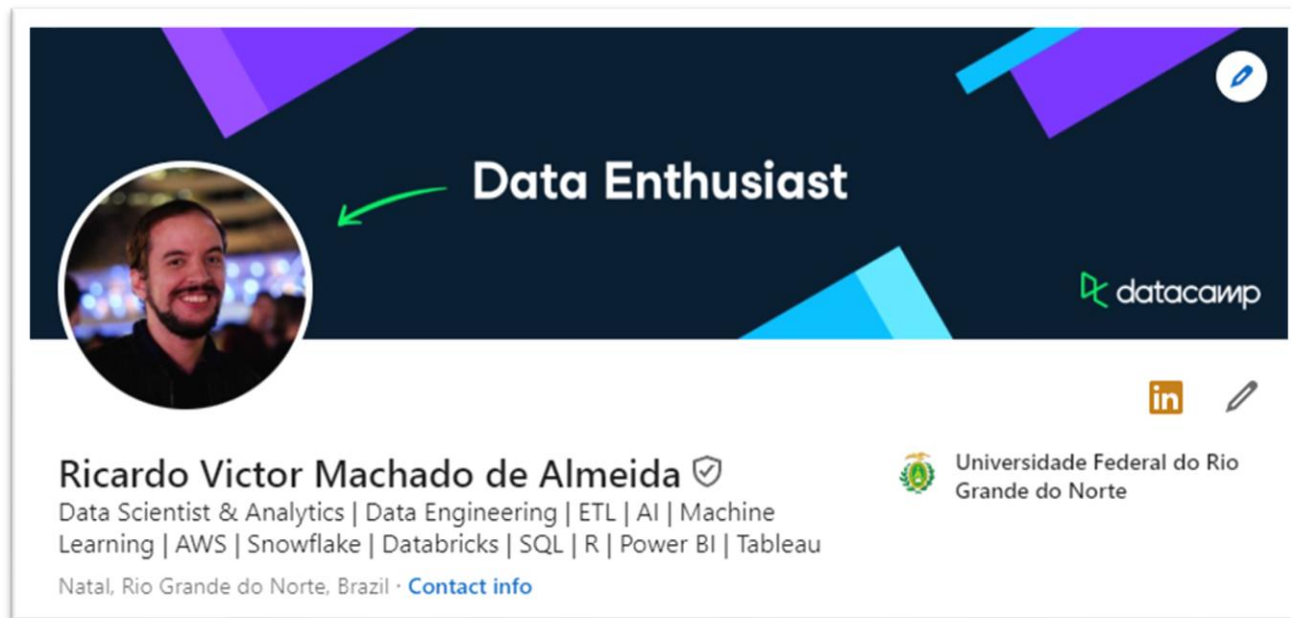 Data Enthusiast
datacamp
in
Ricardo Victor Machado de Almeida
Universidade Federal do Rio
Grande do Norte
Data Scientist & Analytics | Data Engineering | ETL | AI | Machine
Learning | AWS | Snowflake | Databricks | SQL | R | Power BI | Tableau
Natal, Rio Grande do Norte, Brazil · Contact info